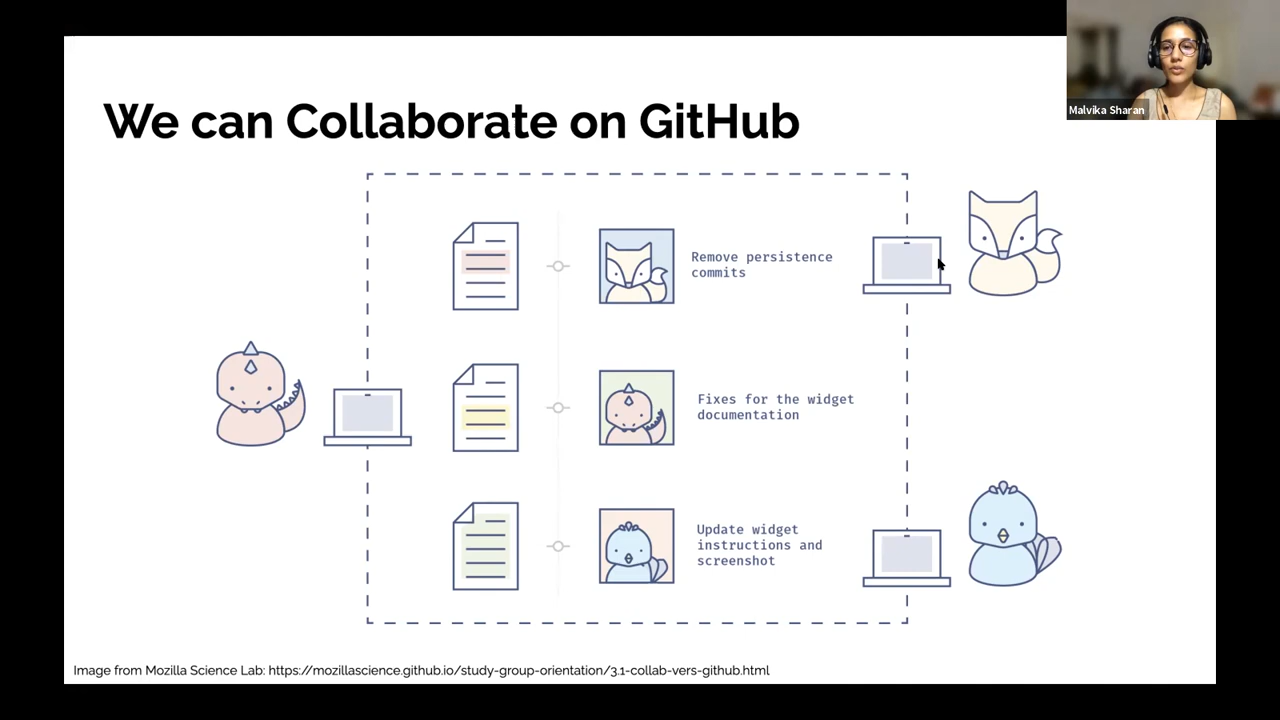 We can Collaborate on GitHub
Malvika Sharan
Remove persistence
commits
Fixes for the widget
documentation
Update widget
instructions and
screenshot
Image from Mozilla Science Lab: https://mozillascience.github.io/study-group-orientation/3.1-collab-vers-github.html